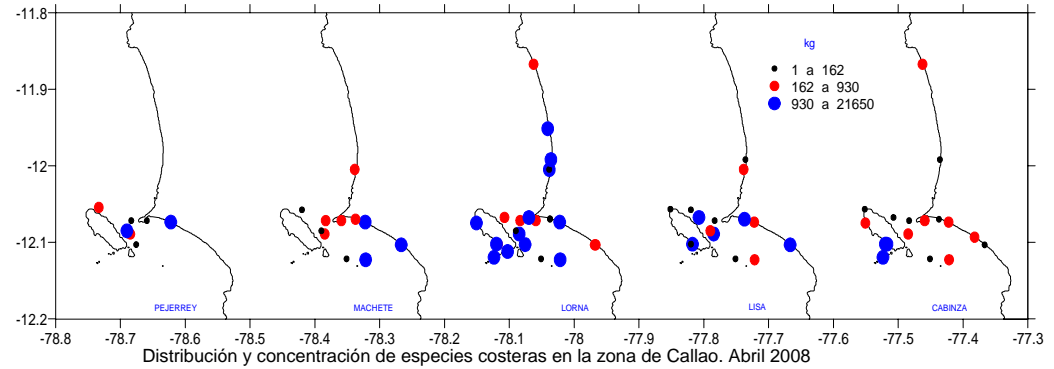 -11.8
-11.9
-12
-12.1
-12.2
kg
1 a 162
162 a 930
930 a 21650
PEJERREY MACHETE LORNA LISA CABINZA
-78.8 -78.7 -78.6 -78.5 -78.4 -78.3 -78.2 -78.1 -78 -77.9 -77.8 -77.7 -77.6 -77.5 -77.4 -77.3
Distribución y concentración de especies costeras en la zona de Callao. Abril 2008